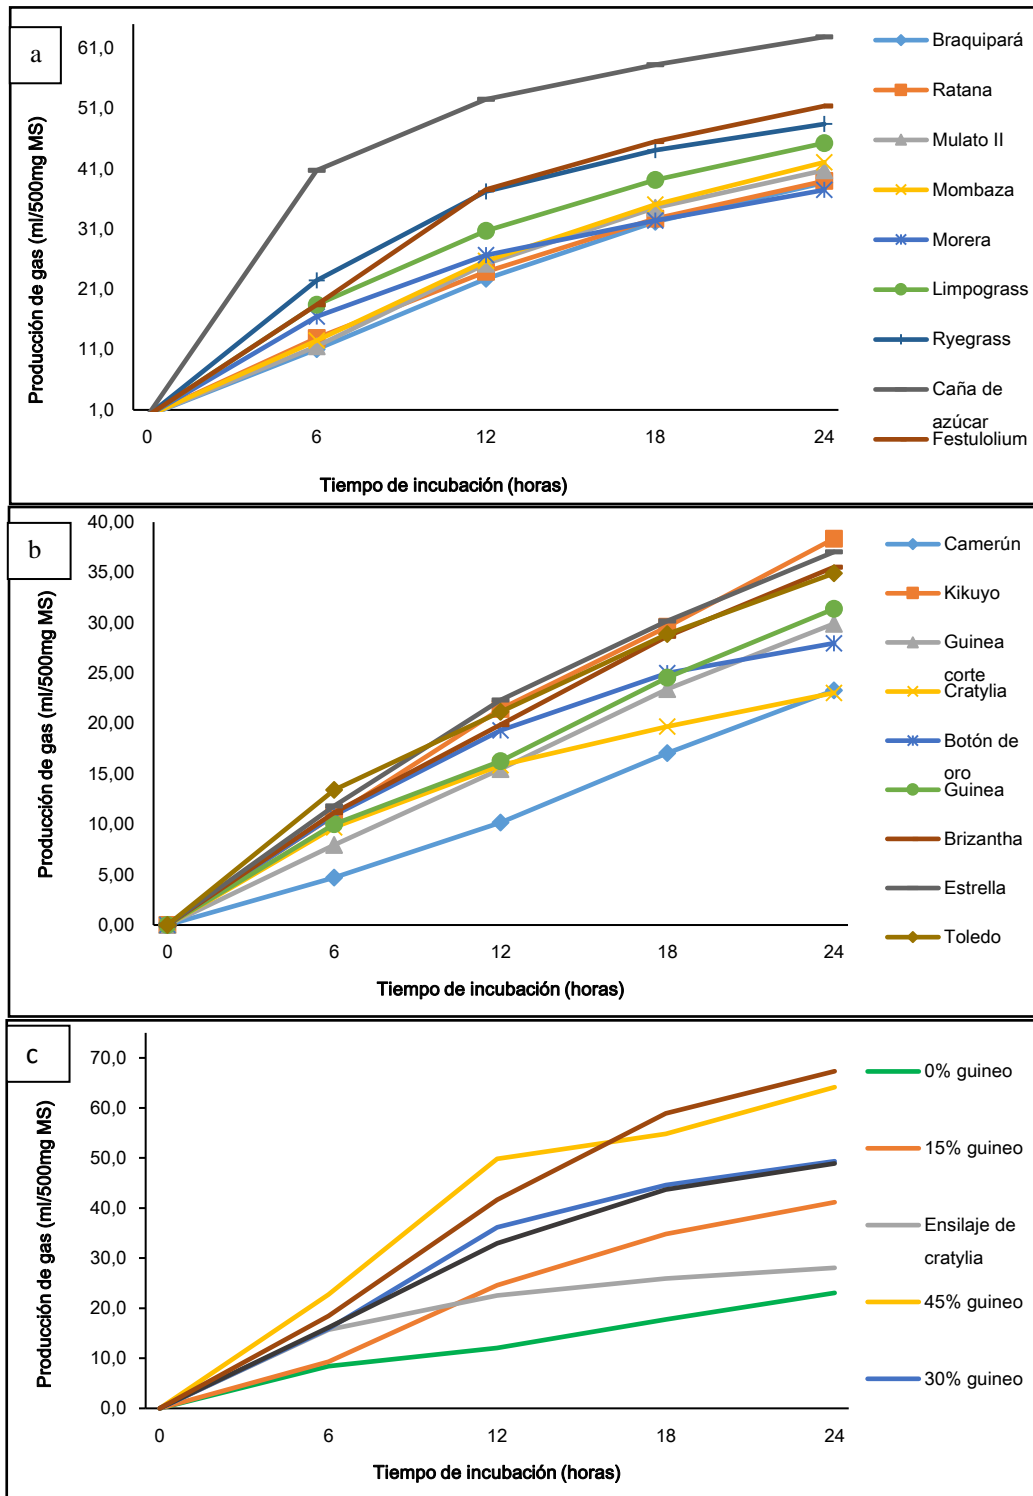 a
Producción de gas (ml/500mg MS)
61,0
51,0
41,0
31,0
21,0
11,0
1,0
0
6
12
18
24
Tiempo de incubación (horas)
Braquipará
Ratana
Mulato II
Mombaza
Morera
Limpograss
Ryegrass
Caña de
azúcar
Festulolium
b
Producción de gas (ml/500mg MS)
40,00
35,00
30,00
25,00
20,00
15,00
10,00
5,00
0,00
0
6
12
18
24
Tiempo de incubación (horas)
Camerún
Kikuyo
Guinea
corte
Cratylia
Botón de
oro
Guinea
Brizantha
Estrella
Toledo
c
Producción de gas (ml/500mg MS)
70,0
60,0
50,0
40,0
30,0
20,0
10,0
0,0
0
6
12
18
24
Tiempo de incubación (horas)
0% guineo
15% guineo
Ensilaje de
cratylia
45% guineo
30% guineo